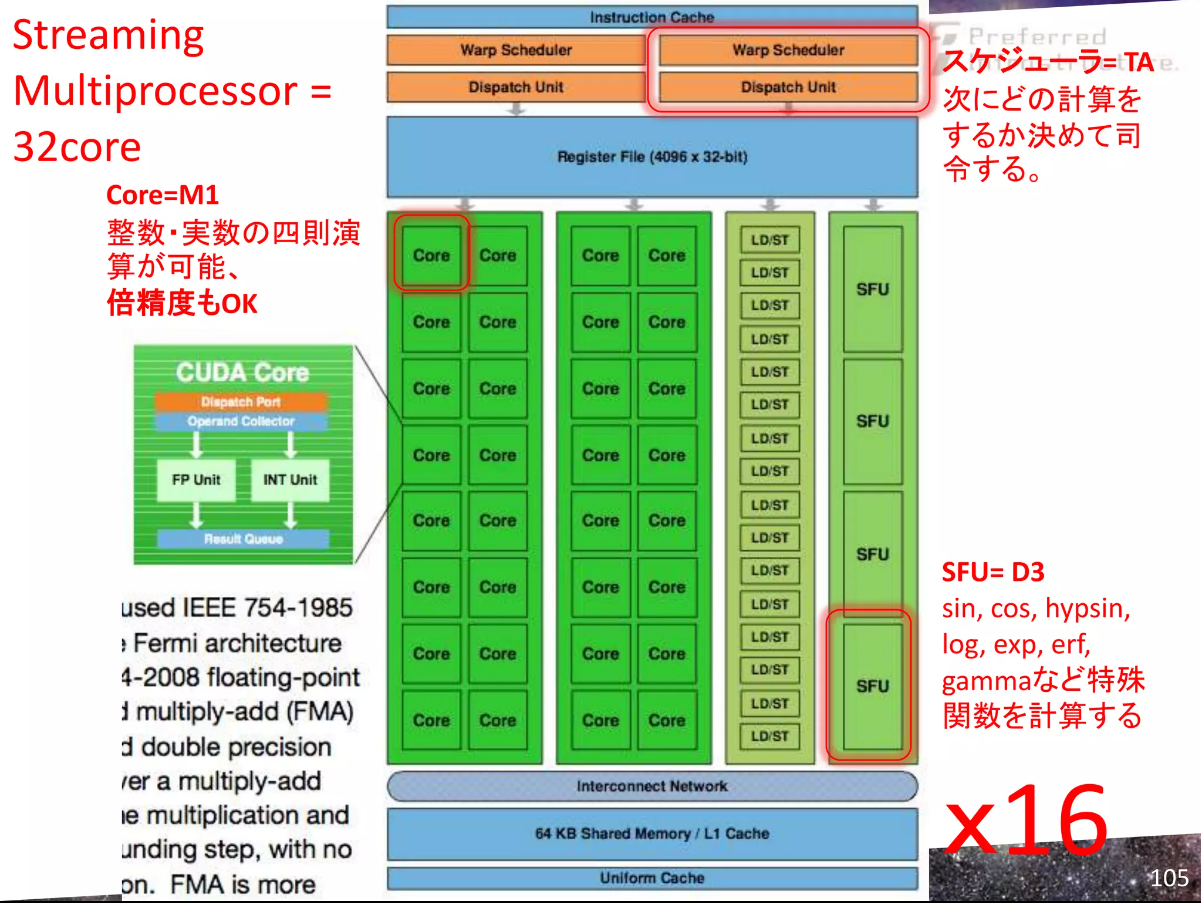 Streaming
Multiprocessor =
32core
Core=M1
整数・実数の四則演
算が可能、
倍精度もOK
CUDA Core
Dispatch Port
Operand Collector
FP Unit INT Unit
Result Queue
used IEEE 754-1985
Fermi architecture
4-2008 floating-point
d multiply-add (FMA)
d double precision
ver a multiply-add
e multiplication and
unding step, with no
on. FMA is more
Instruction Cache
Warp Scheduler Warp Scheduler
Dispatch Unit Dispatch Unit
Register File (4096 x 32-bit)
Core Core Core Core LD/ST
LD/ST
SFU
Core Core Core Core LD/ST
LD/ST
Core Core Core Core LD/ST
LD/ST
SFU
Core Core Core Core LD/ST
LD/ST
Core Core Core Core LD/ST
LD/ST
SFU
Core Core Core Core LD/ST
LD/ST
Core Core Core Core LD/ST
LD/ST
SFU
Core Core Core Core LD/ST
LD/ST
Interconnect Network
64 KB Shared Memory / L1 Cache
Uniform Cache
Preferred
スケジューラ= TA
次にどの計算を
するか決めて司
令する。
SFU= D3
sin, cos, hypsin,
log, exp, erf,
gammaなど特殊
関数を計算する
x16
105